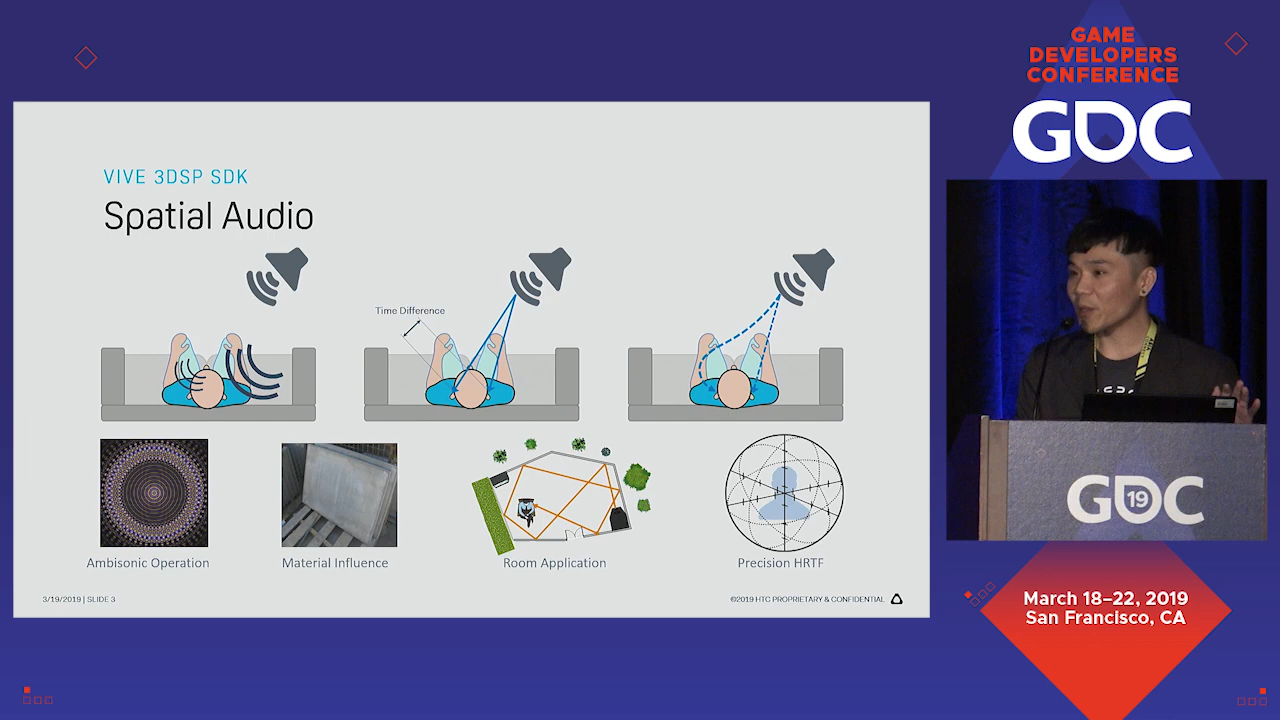 GAME
DEVELOPERS
CONFERENCE
GDC
VIVE 3DSP SDK
Spatial Audio
Time Difference
Ambisonic Operation
Material Influence
Room Application
Precision HRTF
3/19/2019 | SLIDE 3
©2019 HTC PROPRIETARY & CONFIDENTIAL
GDC
19
March 18–22, 2019
San Francisco, CA